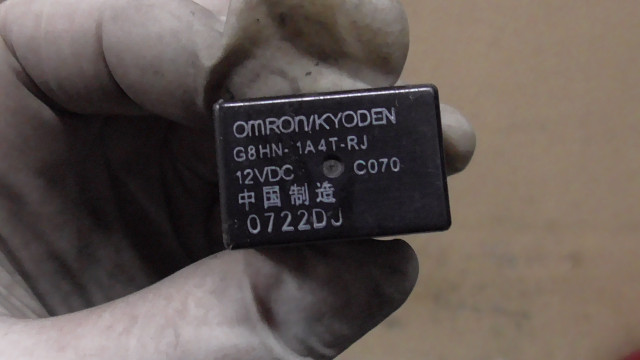 omron/KYODEN
G8HN-1A4T-RJ
12VDC C070
中国制造
0722DJ